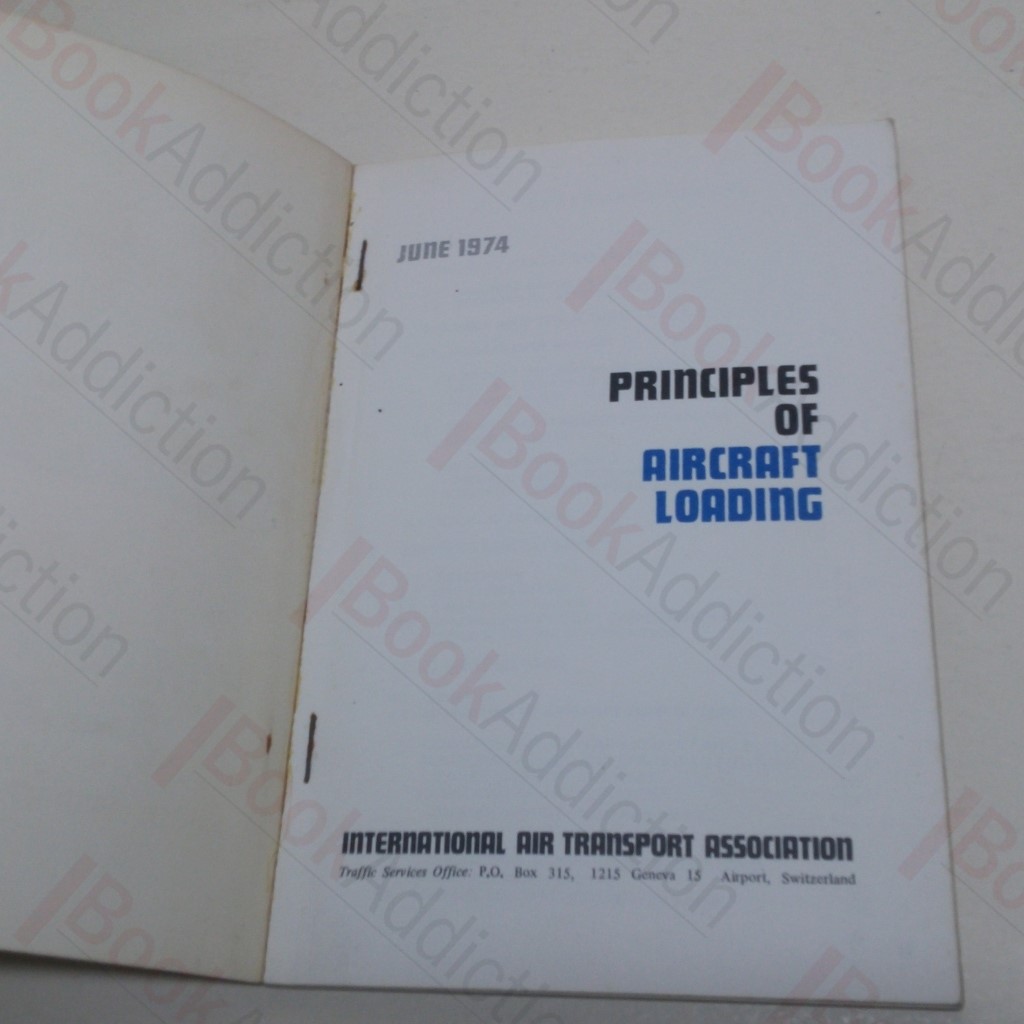 JUNE 1974
PRINCIPLES
OF
AIRCRAFT
LOADING
INTERNATIONAL AIR TRANSPORT ASSOCIATION
Traffic Services Office: P.O. Box 315, 1215 Geneva 15 Airport, Switzerland
BookAddiction